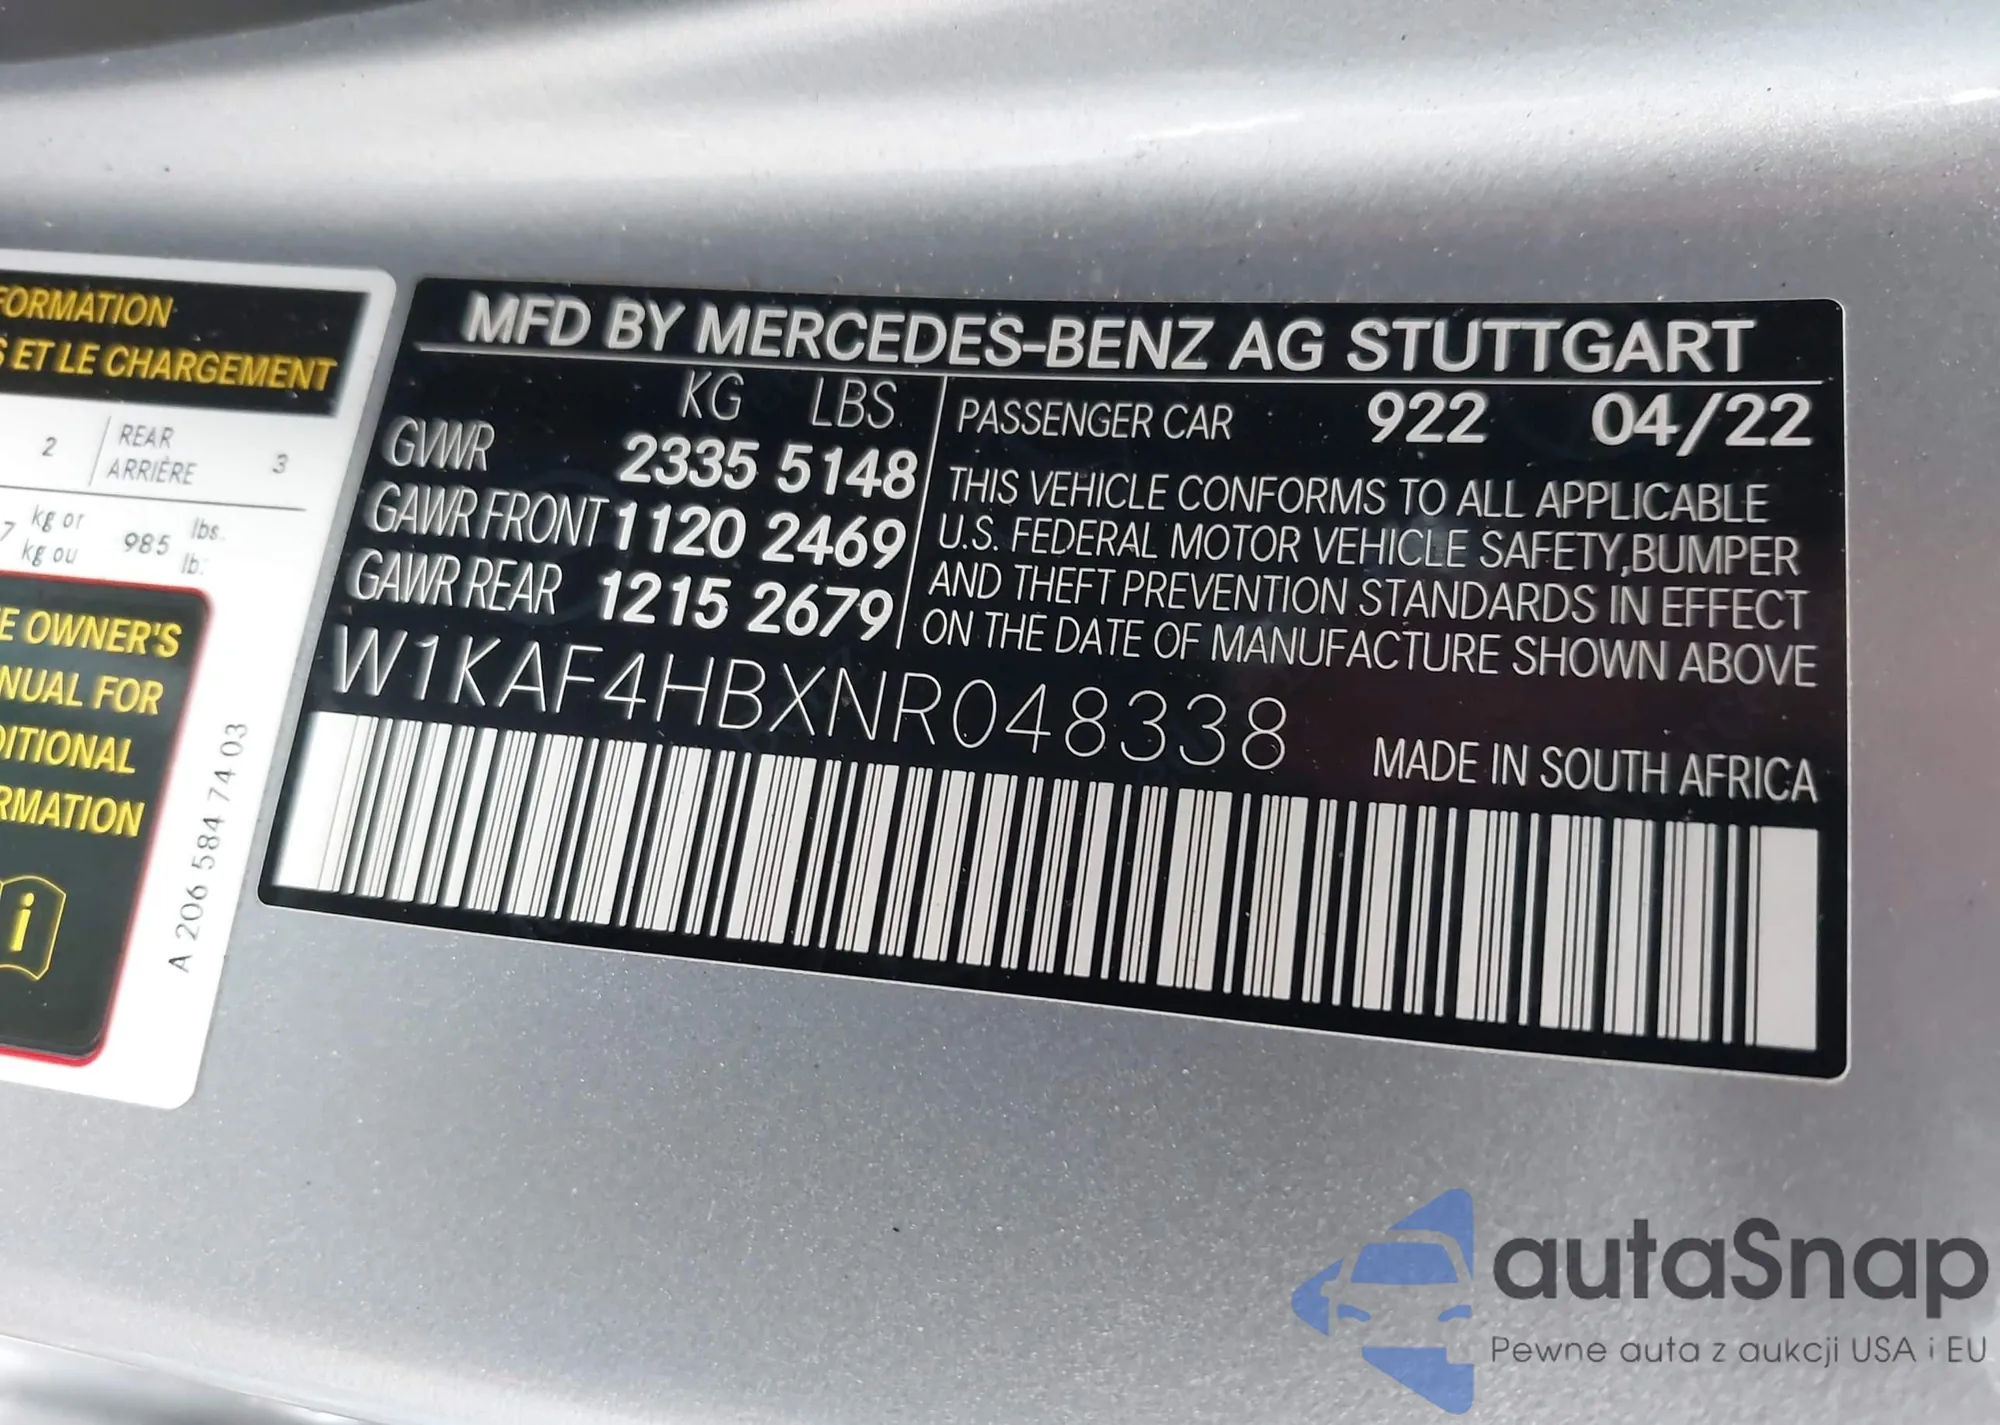 FORMATION
S ET LE CHARGEMENT
2 REAR ARRIÈRE 3
7 kg or kg ou 985 lbs. lb.
E OWNER'S
NUAL FOR
DITIONAL
RMATION
i
A 206 584 74 03
MFD BY MERCEDES-BENZ AG STUTTGART
KG LBS
GVWR 2335 5148
GAWR FRONT 1120 2469
GAWR REAR 1215 2679
PASSENGER CAR 922 04/22
THIS VEHICLE CONFORMS TO ALL APPLICABLE
U.S. FEDERAL MOTOR VEHICLE SAFETY,BUMPER
AND THEFT PREVENTION STANDARDS IN EFFECT
ON THE DATE OF MANUFACTURE SHOWN ABOVE
W1KAF4HBXNR048338
MADE IN SOUTH AFRICA
autaSnap
Pewne auta z aukcji USA i EU